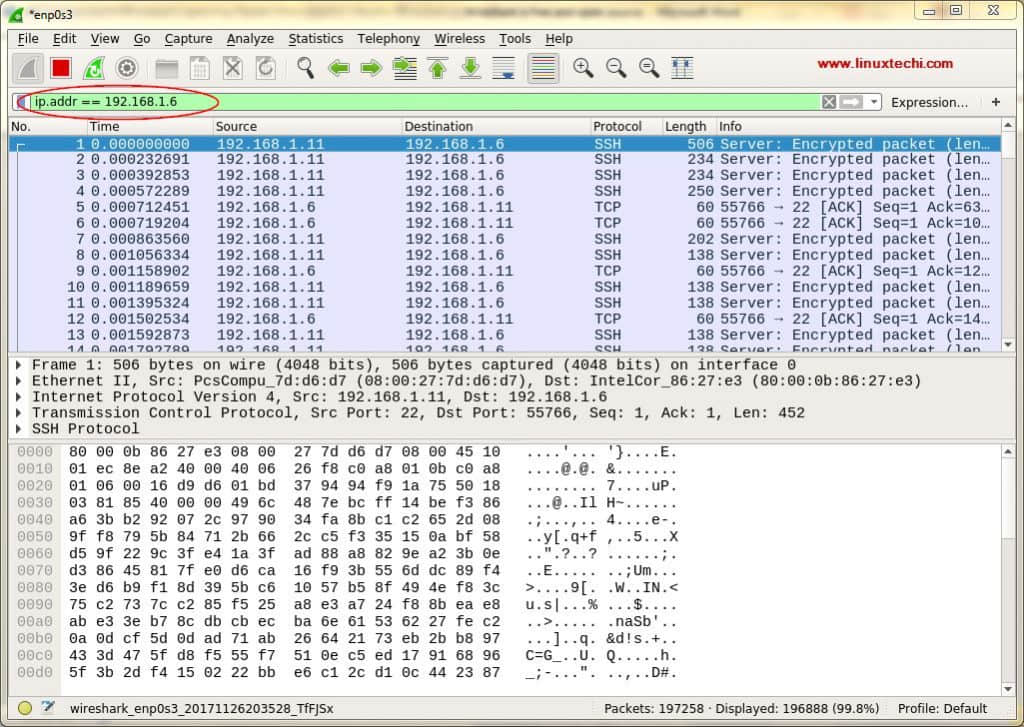 *enp0s3
File Edit View Go Capture Analyze Statistics Telephony Wireless Tools Help
www.linuxtechi.com
ip.addr == 192.168.1.6 Expression... +
No. Time Source Destination Protocol Length Info
1 0.000000000 192.168.1.11 192.168.1.6 SSH 506 Server: Encrypted packet (len…
2 0.000232691 192.168.1.11 192.168.1.6 SSH 234 Server: Encrypted packet (len…
3 0.000392853 192.168.1.11 192.168.1.6 SSH 234 Server: Encrypted packet (len…
4 0.000572289 192.168.1.11 192.168.1.6 SSH 250 Server: Encrypted packet (len…
5 0.000712451 192.168.1.6 192.168.1.11 TCP 60 55766 → 22 [ACK] Seq=1 Ack=63…
6 0.000719204 192.168.1.6 192.168.1.11 TCP 60 55766 → 22 [ACK] Seq=1 Ack=10…
7 0.000863560 192.168.1.11 192.168.1.6 SSH 202 Server: Encrypted packet (len…
8 0.001056334 192.168.1.11 192.168.1.6 SSH 138 Server: Encrypted packet (len…
9 0.001158902 192.168.1.6 192.168.1.11 TCP 60 55766 → 22 [ACK] Seq=1 Ack=12…
10 0.001189659 192.168.1.11 192.168.1.6 SSH 138 Server: Encrypted packet (len…
11 0.001395324 192.168.1.11 192.168.1.6 SSH 138 Server: Encrypted packet (len…
12 0.001502534 192.168.1.6 192.168.1.11 TCP 60 55766 → 22 [ACK] Seq=1 Ack=14…
13 0.001592873 192.168.1.11 192.168.1.6 SSH 138 Server: Encrypted packet (len…
14 0.001792789 192.168.1.11 192.168.1.6 SSH 138 Server: Encrypted packet (len…
Frame 1: 506 bytes on wire (4048 bits), 506 bytes captured (4048 bits) on interface 0
Ethernet II, Src: PcsCompu_7d:d6:d7 (08:00:27:7d:d6:d7), Dst: IntelCor_86:27:e3 (80:00:0b:86:27:e3)
Internet Protocol Version 4, Src: 192.168.1.11, Dst: 192.168.1.6
Transmission Control Protocol, Src Port: 22, Dst Port: 55766, Seq: 1, Ack: 1, Len: 452
SSH Protocol
0000 80 00 0b 86 27 e3 08 00 27 7d d6 d7 08 00 45 10 ....'... '}....E.
0010 01 ec 8e a2 40 00 40 06 26 f8 c0 a8 01 0b c0 a8 ....@.@. &.......
0020 01 06 00 16 d9 d6 01 bd 37 94 94 f9 1a 75 50 18 ........ 7....uP.
0030 03 81 85 40 00 00 49 6c 48 7e bc ff 14 be f3 86 ...@..Il H~......
0040 a6 3b b2 92 07 2c 97 90 34 fa 8b c1 c2 65 2d 08 .;...,.. 4....e-.
0050 9f f8 79 5b 84 71 2b 66 2c c5 f3 35 15 0a bf 58 ..y[.q+f ,..5...X
0060 d5 9f 22 9c 3f e4 1a 3f ad 88 a8 82 9e a2 3b 0e ..".?..? ......;.
0070 d3 86 45 81 7f e0 d6 ca 16 f9 3b 55 6d dc 89 f4 ..E..... ..;Um...
0080 3e d6 b9 f1 8d 39 5b c6 10 57 b5 8f 49 4e f8 3c >....9[. .W..IN.<
0090 75 c2 73 7c c2 85 f5 25 a8 e3 a7 24 f8 8b ea e8 u.s|...% ...$....
00a0 ab e3 3e b7 8c db cb ec ba 6e 61 53 62 27 fe c2 ..>..... .naSb'..
00b0 0a 0d cf 5d 0d ad 71 ab 26 64 21 73 eb 2b b8 97 ...]..q. &d!s.+..
00c0 43 3d 47 5f d8 f5 55 f7 51 0e c5 ed 17 91 68 96 C=G_..U. Q.....h.
00d0 5f 3b 2d f4 15 02 22 bb e6 c1 2c d1 0c 44 23 87 _;-...". ..,..D#.
wireshark_enp0s3_20171126203528_TfFJSx Packets: 197258 · Displayed: 196888 (99.8%) Profile: Default